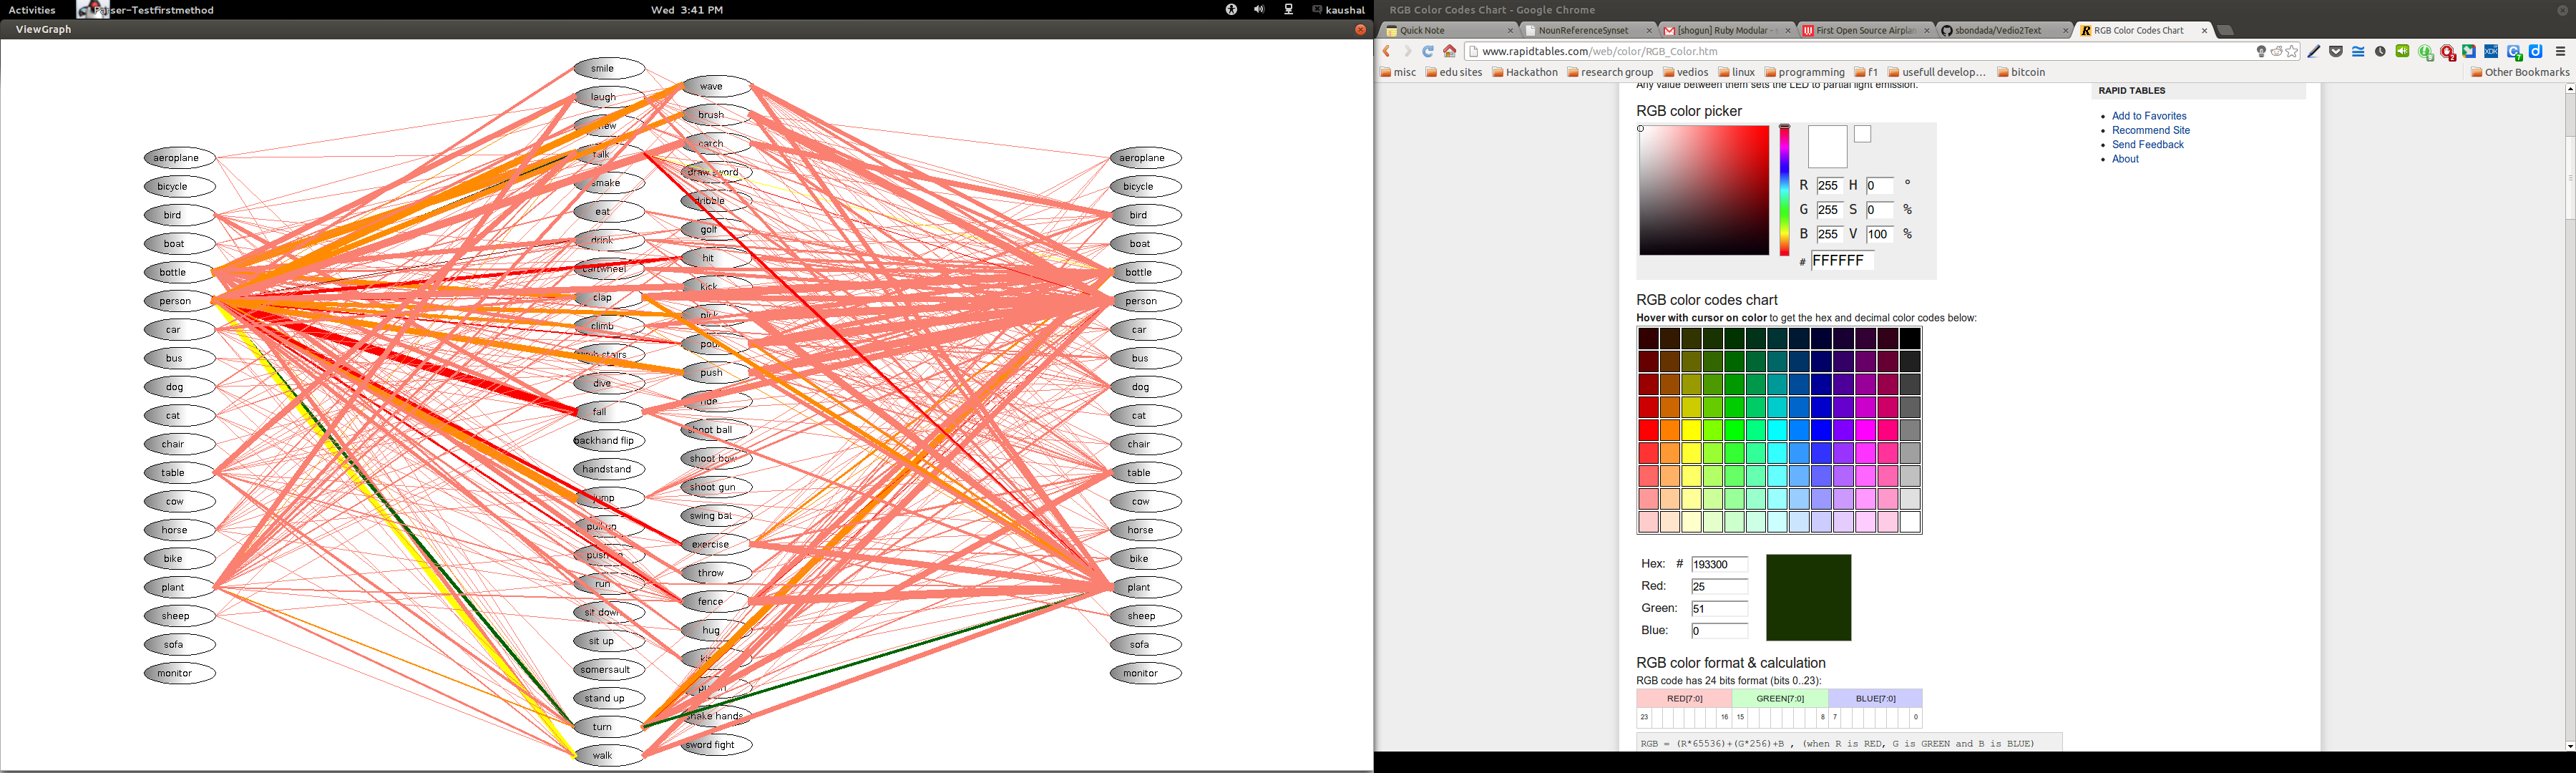 Activities
Parser-Testfirstmethod
Wed 3:41 PM
kaushal
ViewGraph
smile
laugh
talk
smoke
eat
drink
cartwheel
clap
climb
dive
fall
backhand flip
handstand
jump
pull up
push up
run
sit down
sit up
somersault
stand up
turn
walk
wave
brush
catch
draw sword
dribble
golf
hit
kick
pick
pour
push
ride
shoot ball
shoot bow
shoot gun
swing bal
exercise
throw
fence
hug
shake hands
sword fight
aeroplane
bicycle
bird
boat
bottle
person
car
bus
dog
cat
chair
table
cow
horse
bike
plant
sheep
sofa
monitor
aeroplane
bicycle
bird
boat
bottle
person
car
bus
dog
cat
chair
table
cow
horse
bike
plant
sheep
sofa
monitor
RGB Color Codes Chart - Google Chrome
Quick Note
NounReferenceSynset
[shogun] Ruby Modular -
First Open Source Airplan
sbondada/Vedio2Text
RGB Color Codes Chart
www.rapidtables.com/web/color/RGB_Color.htm
misc edu sites Hackathon research group vedios linux programming f1 usefull develop... bitcoin Other Bookmarks
Any value between them sets the LED to partial light emission.
RGB color picker
R 255 H 0 °
G 255 S 0 %
B 255 V 100 %
# FFFFFF
RGB color codes chart
Hover with cursor on color to get the hex and decimal color codes below:
Hex: # 193300
Red: 25
Green: 51
Blue: 0
RGB color format & calculation
RGB code has 24 bits format (bits 0..23):
RED[7:0] GREEN[7:0] BLUE[7:0]
23 16 15 8 7 0
RGB = (R*65536)+(G*256)+B , (when R is RED, G is GREEN and B is BLUE)
RAPID TABLES
Add to Favorites
Recommend Site
Send Feedback
About